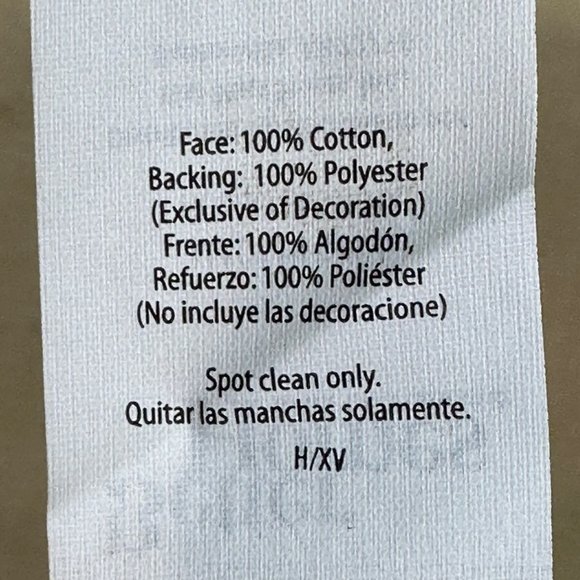 Face: 100% Cotton,
Backing: 100% Polyester
(Exclusive of Decoration)
Frente: 100% Algodón,
Refuerzo: 100% Poliéster
(No incluye las decoracione)
Spot clean only.
Quitar las manchas solamente.
H/XV